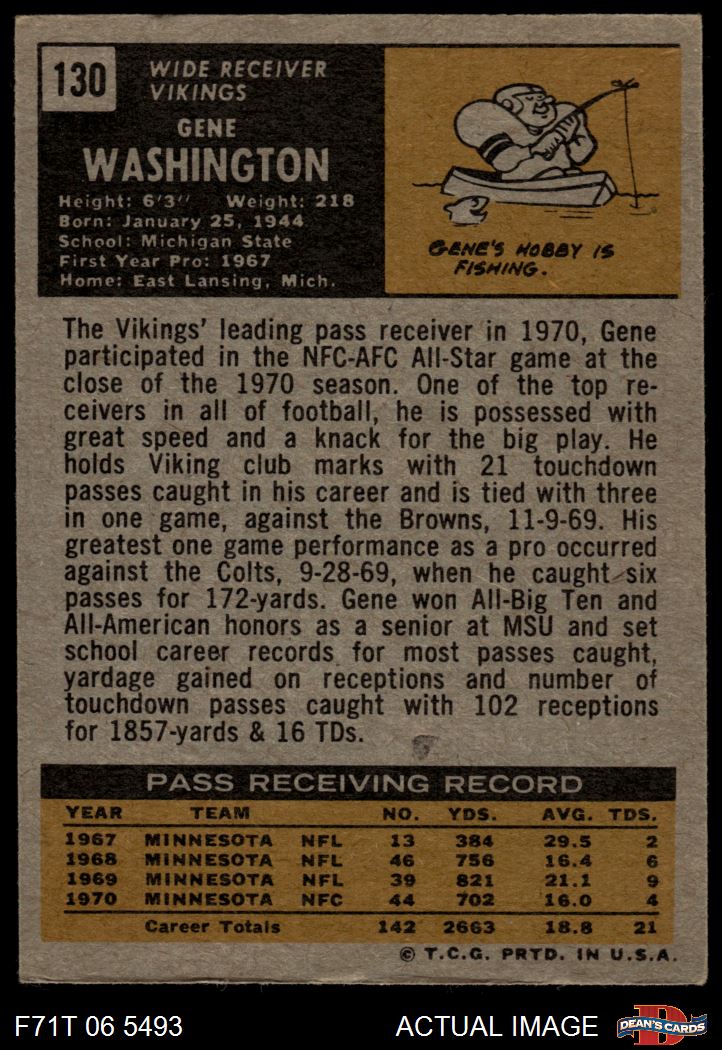 130
WIDE RECEIVER
VIKINGS
GENE
WASHINGTON
Height: 6'3" Weight: 218
Born: January 25, 1944
School: Michigan State
First Year Pro: 1967
Home: East Lansing, Mich.
GENE'S HOBBY IS
FISHING.
The Vikings' leading pass receiver in 1970, Gene
participated in the NFC-AFC All-Star game at the
close of the 1970 season. One of the top re-
ceivers in all of football, he is possessed with
great speed and a knack for the big play. He
holds Viking club marks with 21 touchdown
passes caught in his career and is tied with three
in one game, against the Browns, 11-9-69. His
greatest one game performance as a pro occurred
against the Colts, 9-28-69, when he caught six
passes for 172-yards. Gene won All-Big Ten and
All-American honors as a senior at MSU and set
school career records for most passes caught,
yardage gained on receptions and number of
touchdown passes caught with 102 receptions
for 1857-yards & 16 TDs.
PASS RECEIVING RECORD
YEAR TEAM NO. YDS. AVG. TDS.
1967 MINNESOTA NFL 13 384 29.5 2
1968 MINNESOTA NFL 46 756 16.4 6
1969 MINNESOTA NFL 39 821 21.1 9
1970 MINNESOTA NFC 44 702 16.0 4
Career Totals 142 2663 18.8 21
© T.C.G. PRTD. IN U.S.A.
F71T 06 5493 ACTUAL IMAGE
D
DEAN'S CARDS